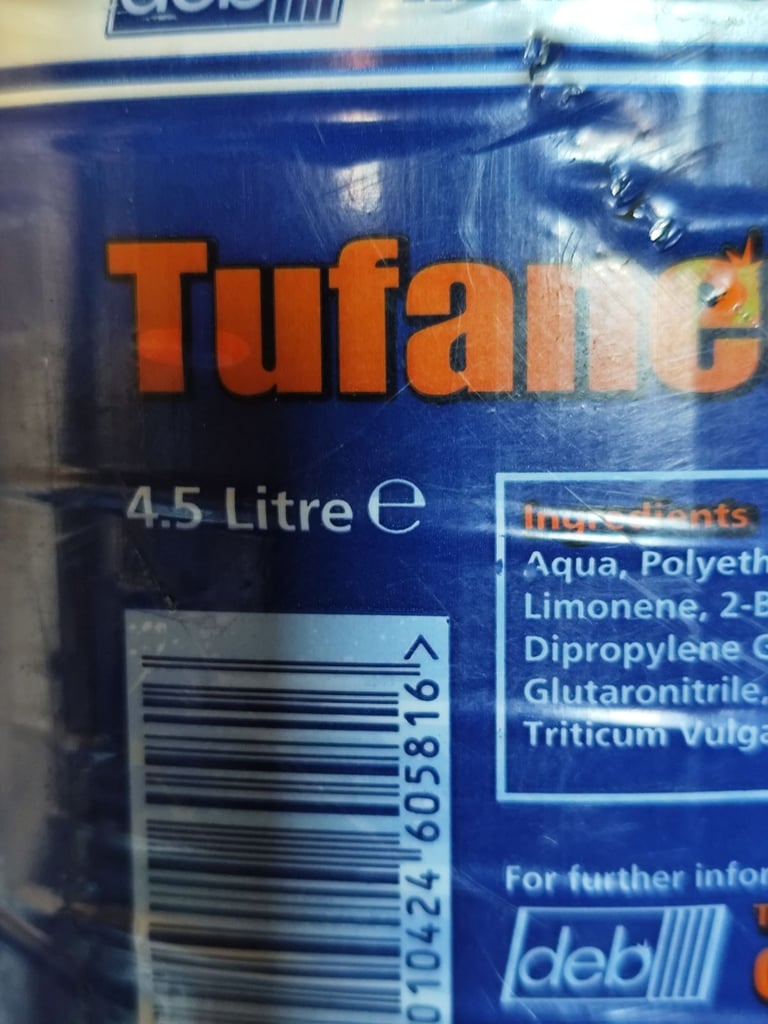 deb
Tufane
4.5 Litre e
Ingredients
Aqua, Polyeth
Limonene, 2-B
Dipropylene G
Glutaronitrile,
Triticum Vulga
010424 605816 >
For further infor
deb